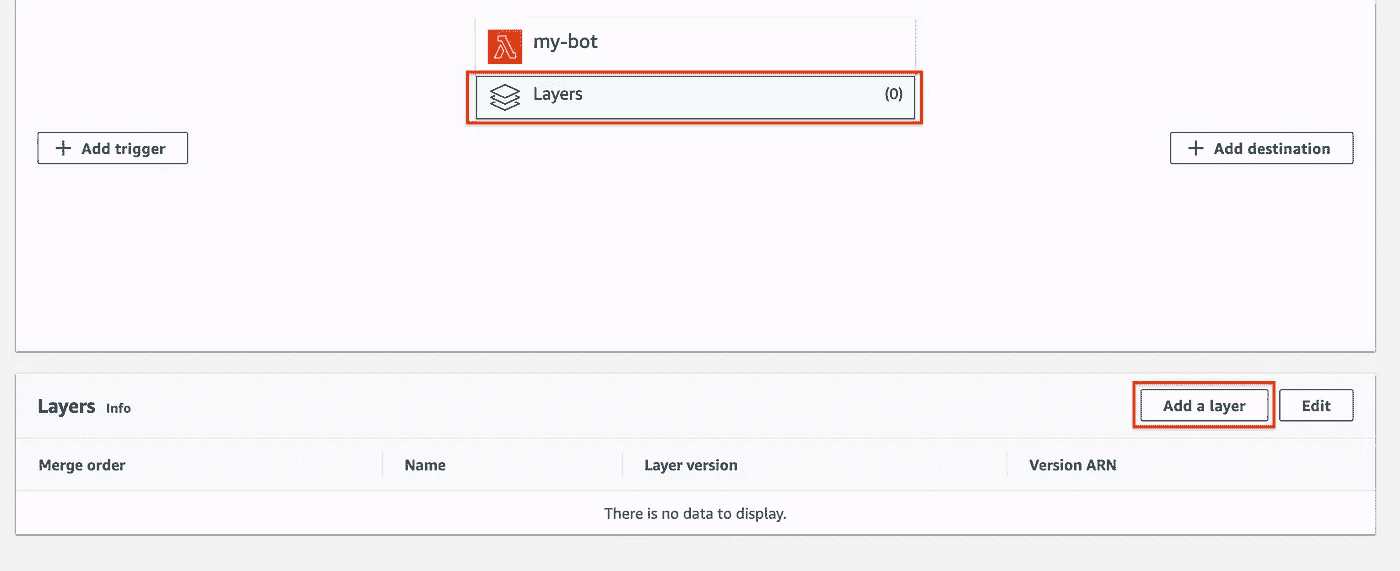 my-bot
Layers (0)
Add trigger Add destination
Layers Info Add a layer Edit
Merge order Name Layer version Version ARN
There is no data to display.